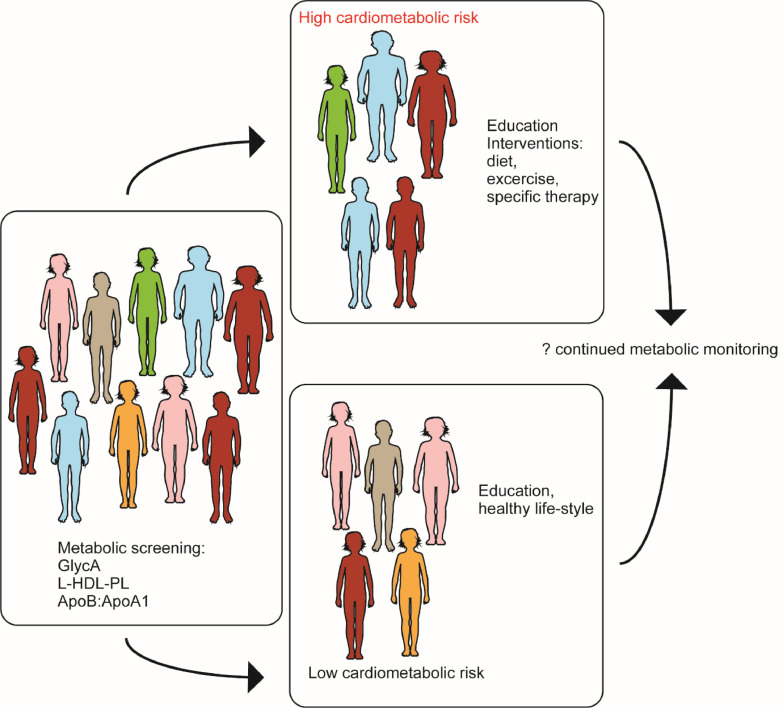 High cardiometabolic risk
Education
Interventions:
diet,
excercise,
specific therapy
? continued metabolic monitoring
Metabolic screening:
GlycA
L-HDL-PL
ApoB:ApoA1
Education,
healthy life-style
Low cardiometabolic risk